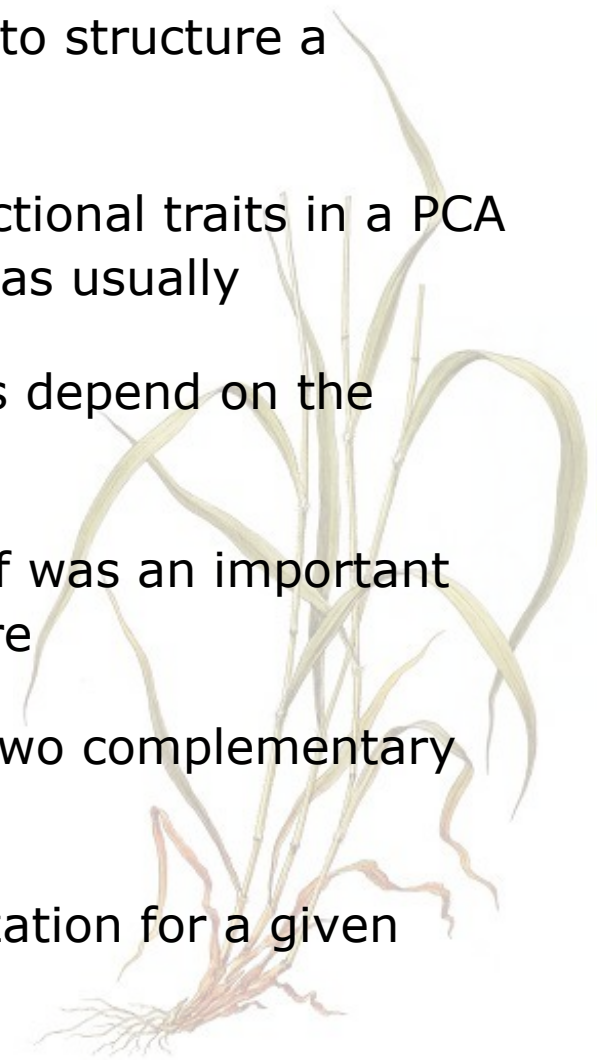 to structure a
ctional traits in a PCA
as usually
s depend on the
f was an important
re
wo complementary
tation for a given